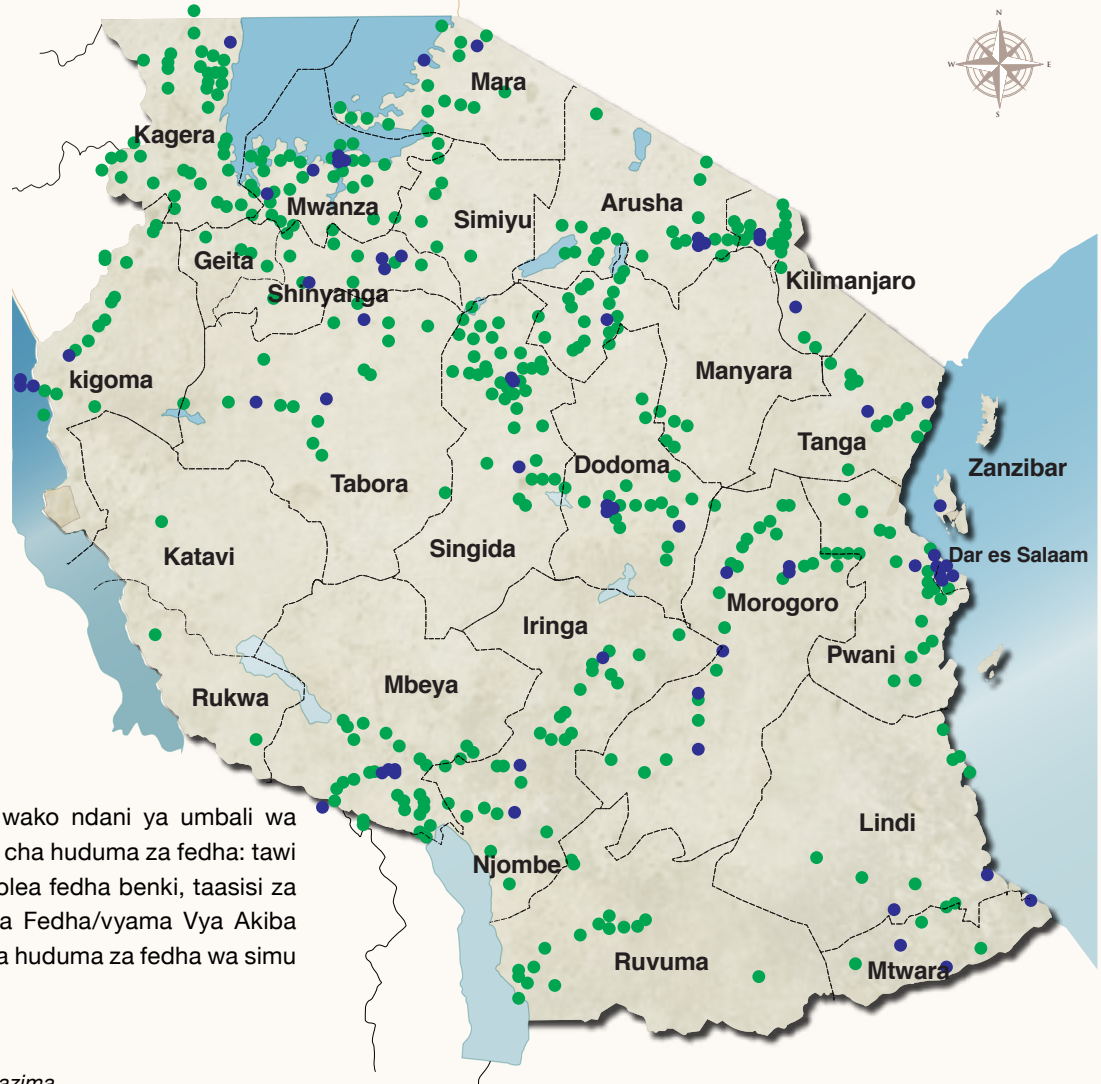 N
W E
S
Mara
Kagera
Mwanza
Simiyu
Arusha
Geita
Shinyanga
Kilimanjaro
kigoma
Manyara
Tanga
Zanzibar
Tabora
Dodoma
Singida
Katavi
Dar es Salaam
Morogoro
Iringa
Pwani
Mbeya
Rukwa
wako ndani ya umbali wa
cha huduma za fedha: tawi
olea fedha benki, taasisi za
a Fedha/vyama Vya Akiba
a huduma za fedha wa simu
Lindi
Njombe
Ruvuma
Mtwara
azima